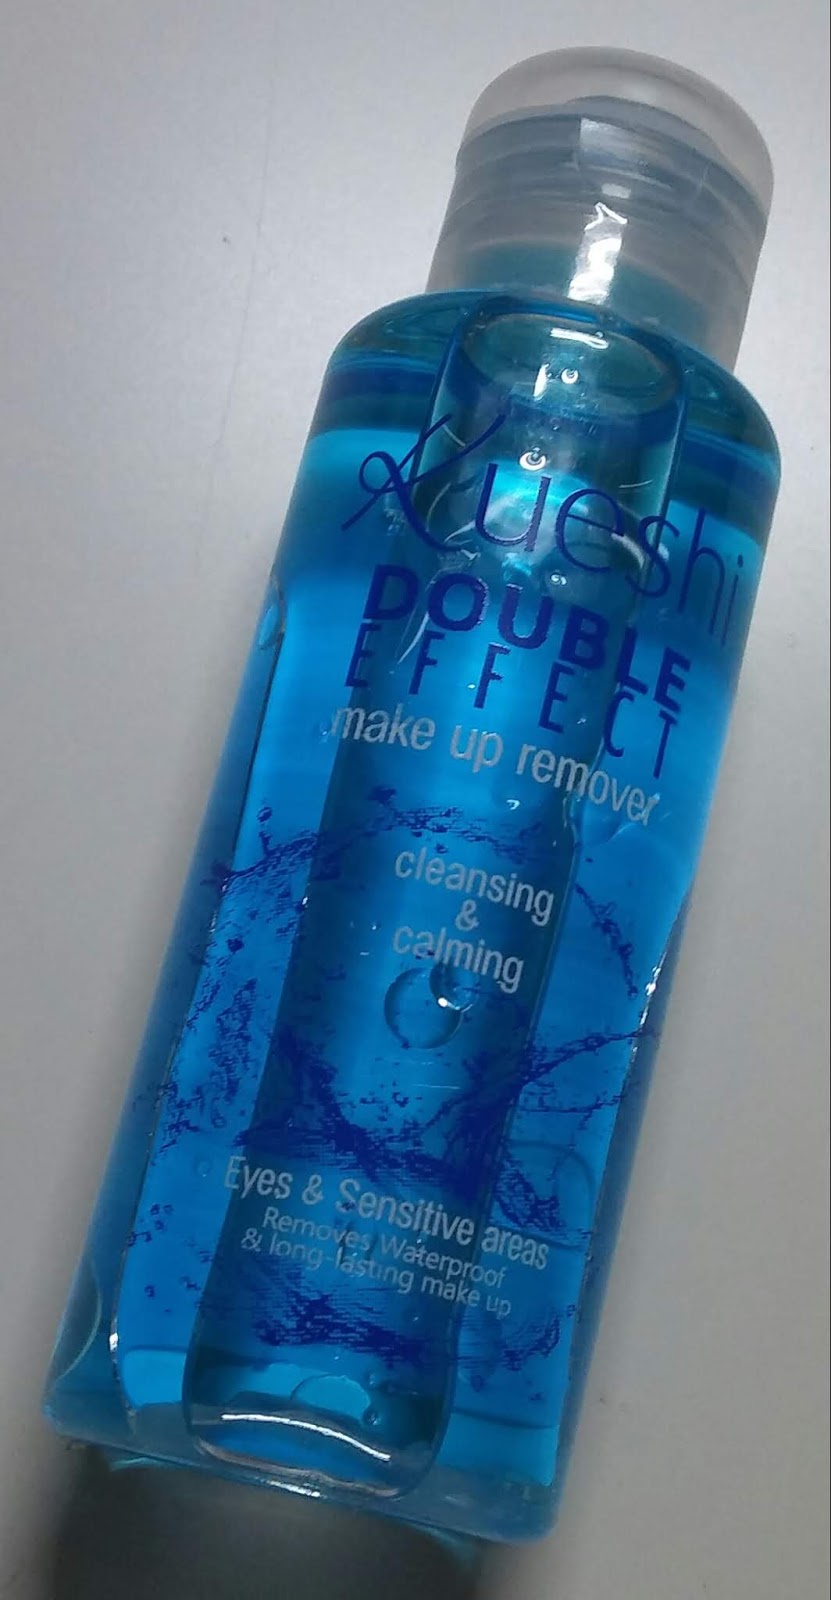 Kueshi
DOUBLE
EFFECT
make up remover
cleansing
&
calming
Eyes & Sensitive areas
Removes Waterproof
& long-lasting make up